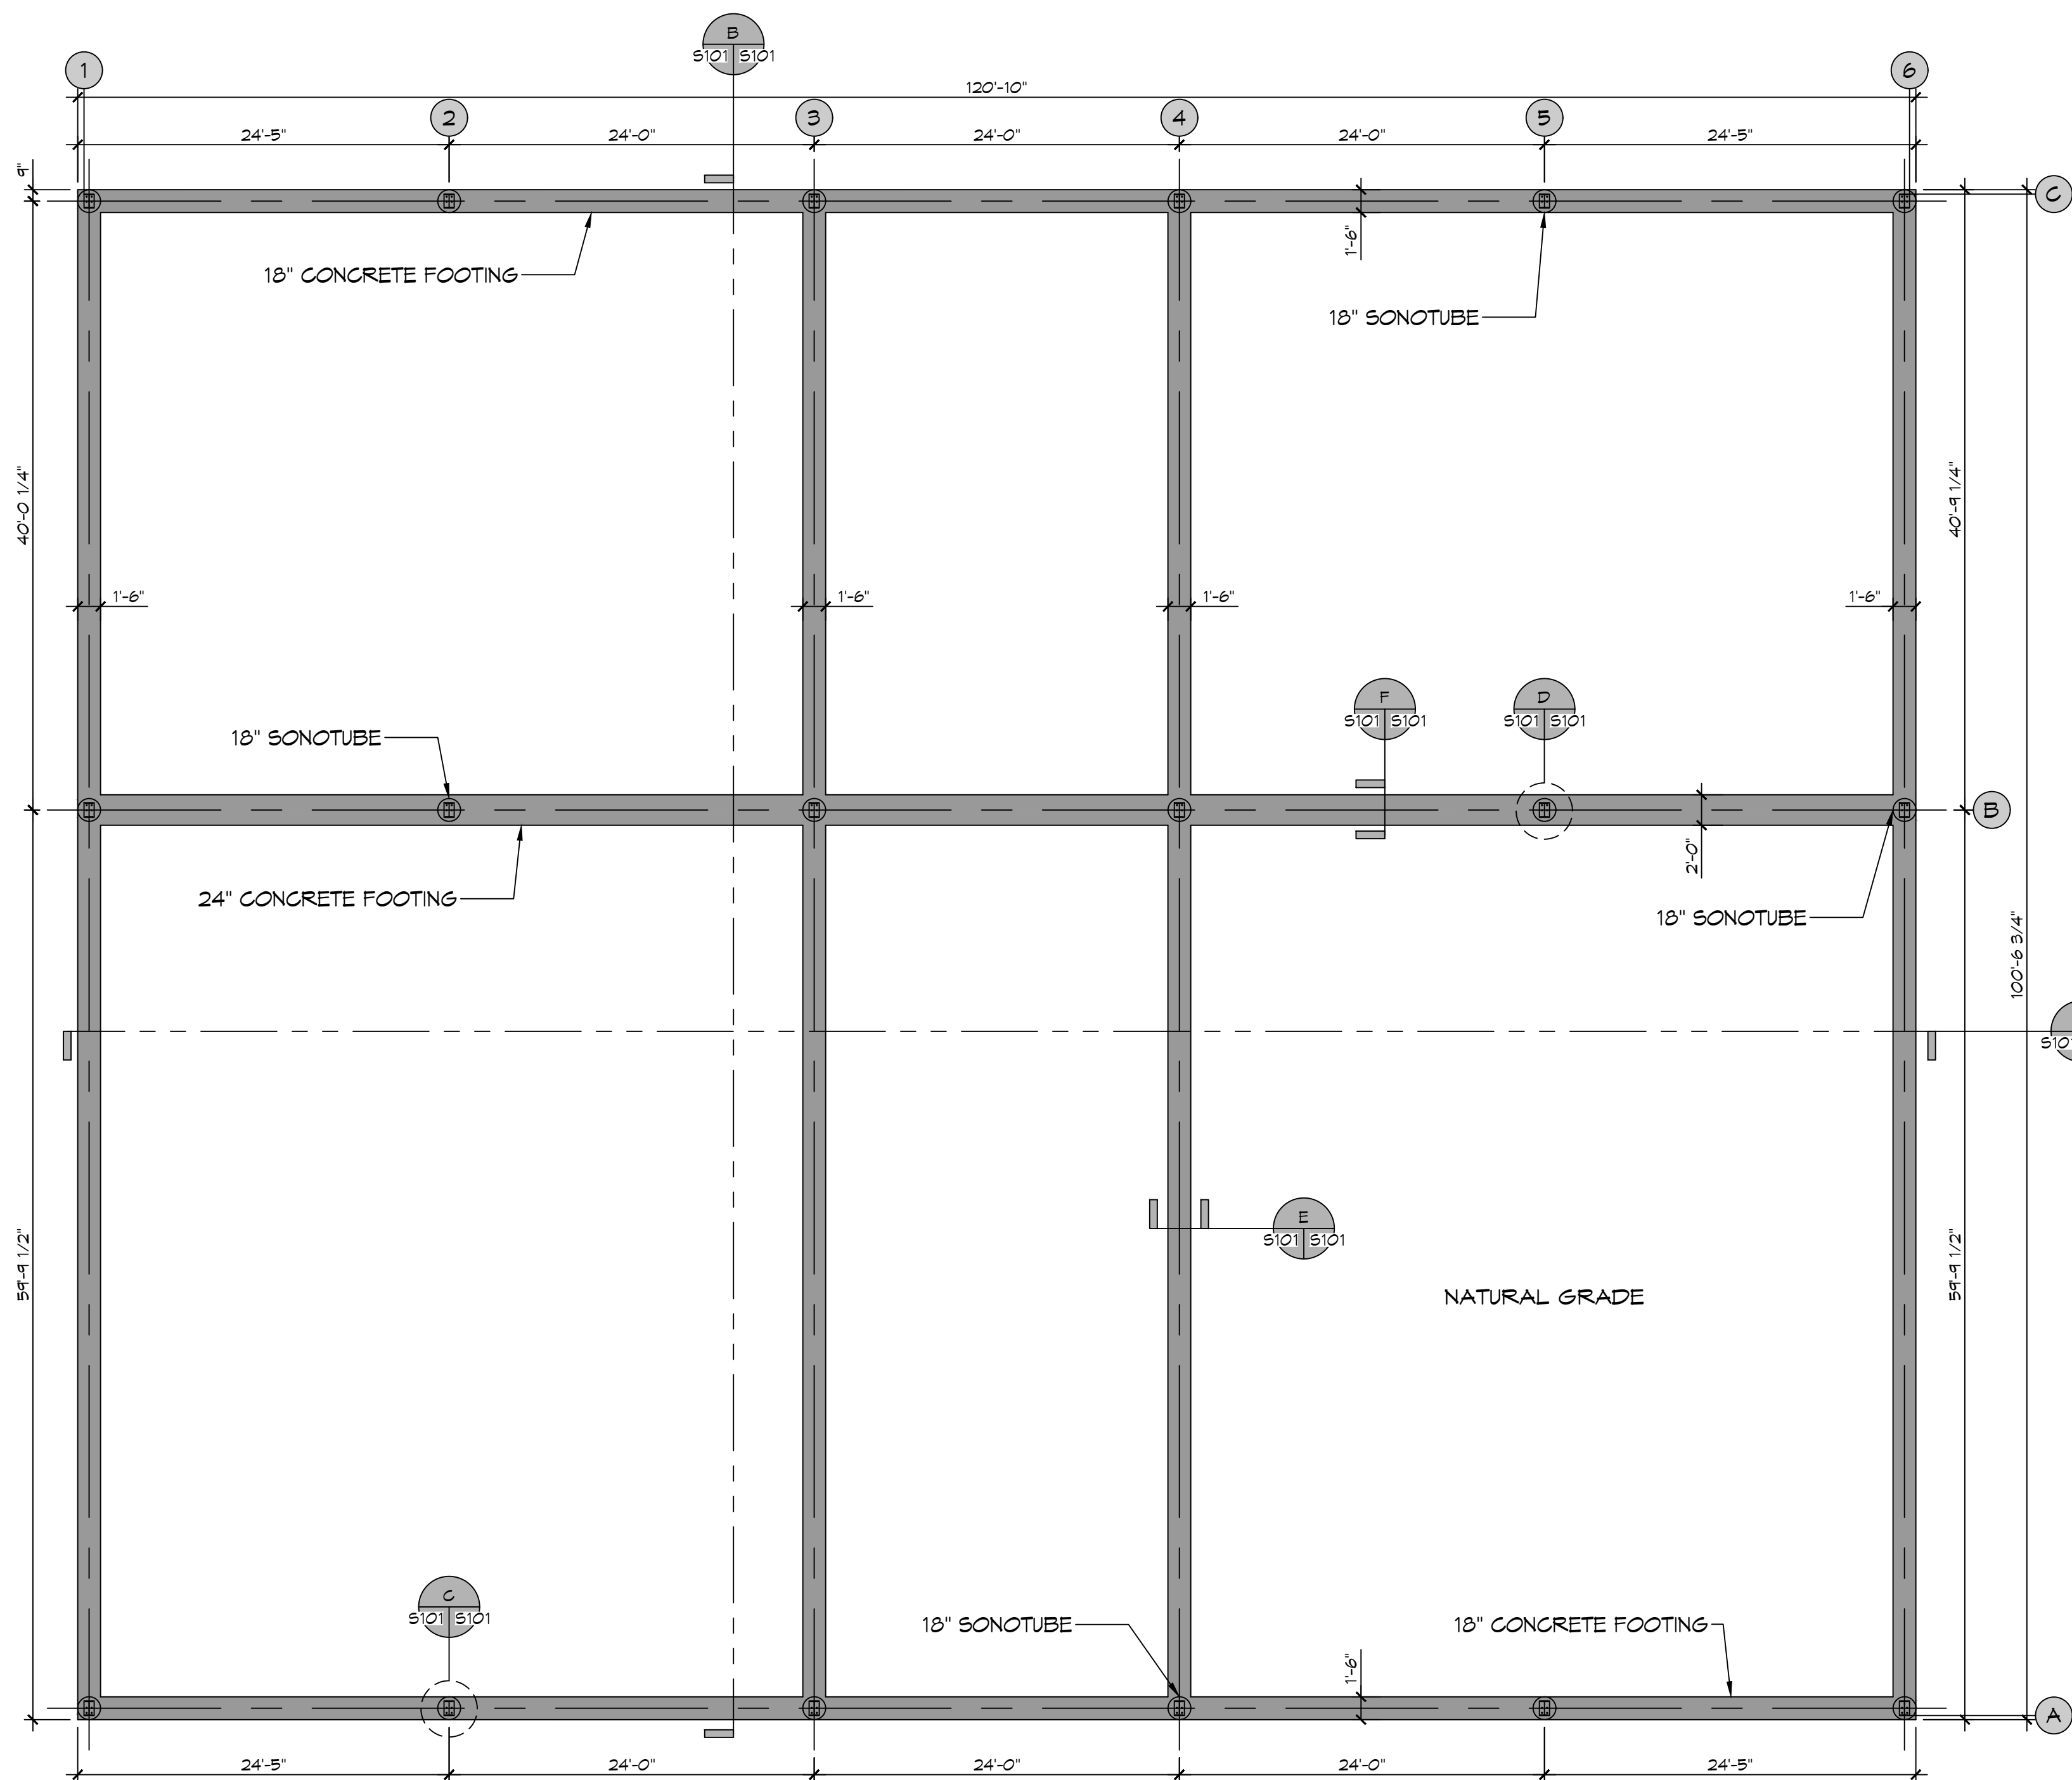 B
S101 S101
1
6
120'-10"
2
3
4
5
24'-5"
24'-0"
24'-0"
24'-0"
24'-5"
9"
C
1'-6"
18" CONCRETE FOOTING
18" SONOTUBE
40'-0 1/4"
40'-9 1/4"
1'-6"
1'-6"
1'-6"
1'-6"
F
S101 S101
D
S101 S101
18" SONOTUBE
B
2'-0"
24" CONCRETE FOOTING
18" SONOTUBE
100'-6 3/4"
E
S101 S101
59'-9 1/2"
59'-9 1/2"
NATURAL GRADE
C
S101 S101
18" SONOTUBE
18" CONCRETE FOOTING
1'-6"
A
24'-5"
24'-0"
24'-0"
24'-0"
24'-5"